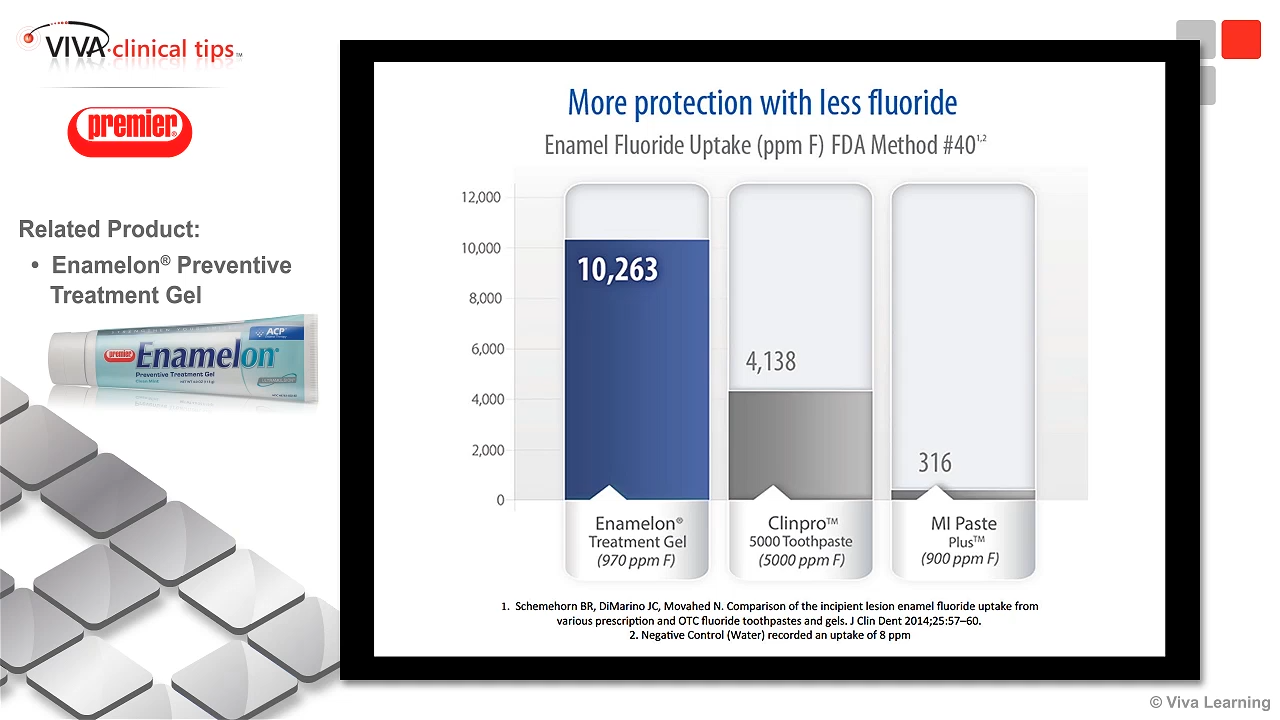 VIVA clinical tips™
premier®
Related Product:
• Enamelon® Preventive
Treatment Gel
ACP
premier Enamelon®
Preventive Treatment Gel
Clean Mint
More protection with less fluoride
Enamel Fluoride Uptake (ppm F) FDA Method #40¹,²
12,000
10,000
8,000
6,000
4,000
2,000
0
10,263
4,138
316
Enamelon®
Treatment Gel
(970 ppm F)
Clinpro™
5000 Toothpaste
(5000 ppm F)
MI Paste
Plus™
(900 ppm F)
1. Schemehorn BR, DiMarino JC, Movahed N. Comparison of the incipient lesion enamel fluoride uptake from
various prescription and OTC fluoride toothpastes and gels. J Clin Dent 2014;25:57–60.
2. Negative Control (Water) recorded an uptake of 8 ppm
© Viva Learning